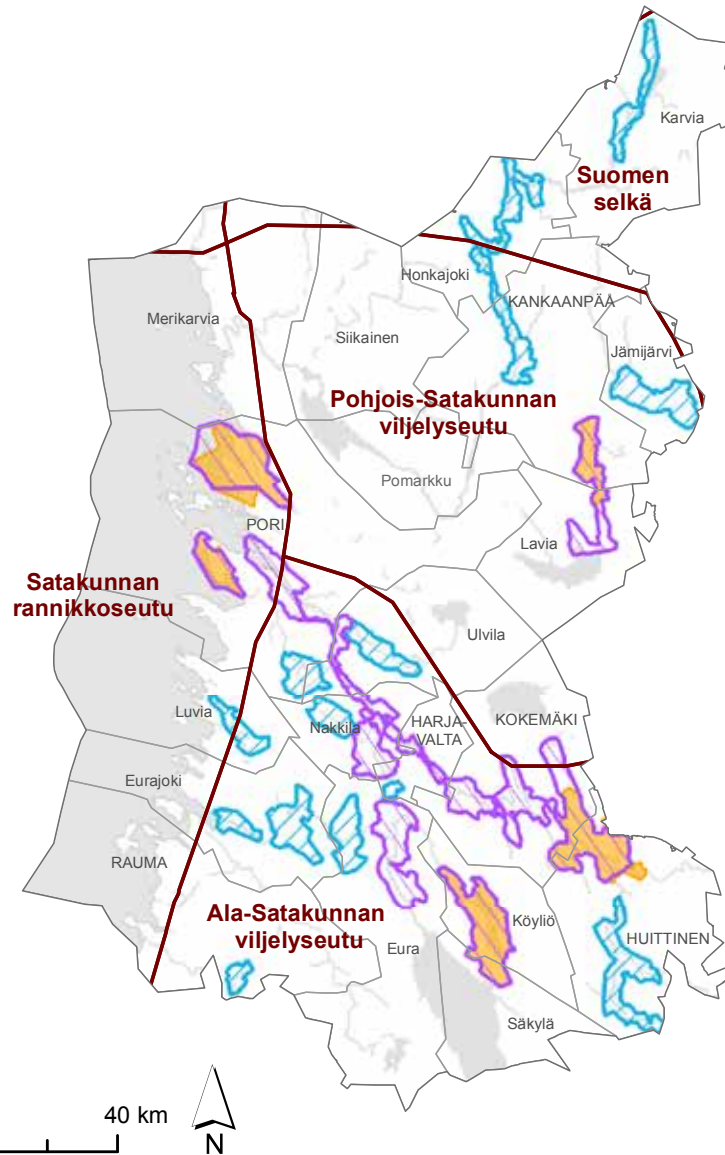 Karvia
Suomen
selkä
Honkajoki
KANKAANPÄÄ
Merikarvia
Siikainen
Jämijärvi
Pohjois-Satakunnan
viljelyseutu
Pomarkku
PORI
Lavia
Satakunnan
rannikkoseutu
Ulvila
Luvia
Nakkila
HARJA-
VALTA
KOKEMÄKI
Eurajoki
RAUMA
Ala-Satakunnan
viljelyseutu
Köyliö
HUITTINEN
Eura
Säkylä
40 km
N